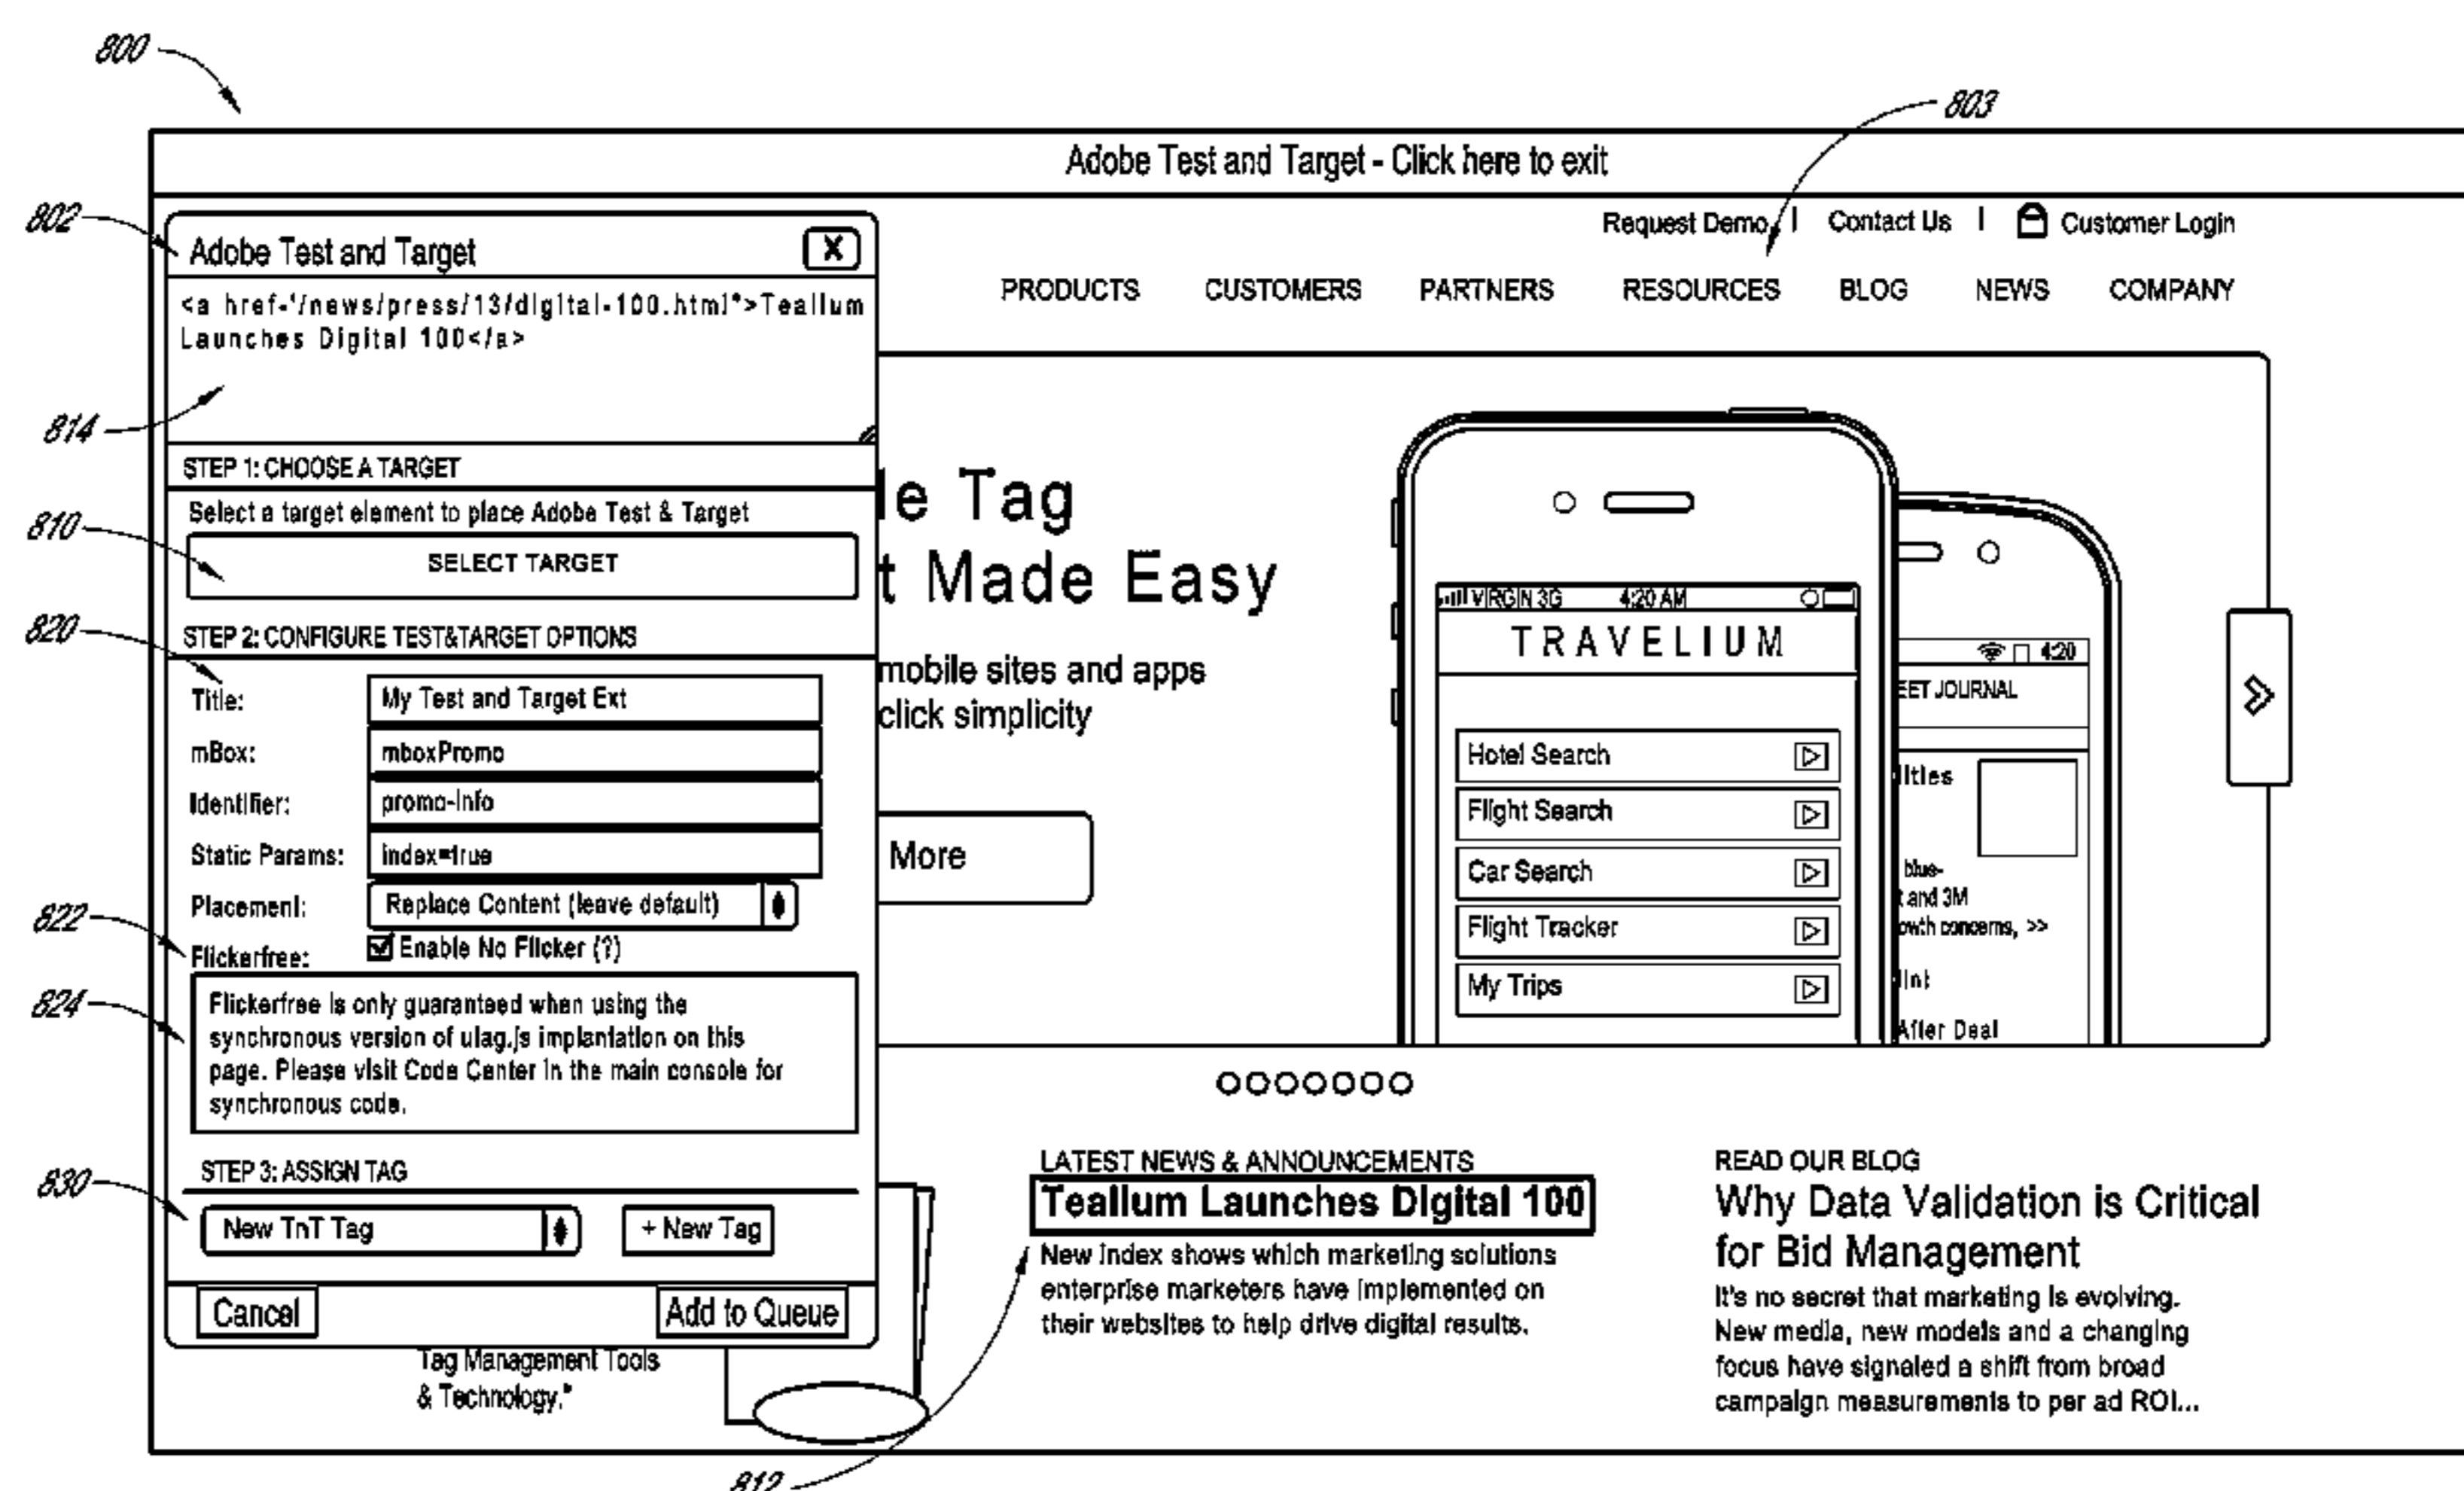 800
803
Adobe Test and Target - Click here to exit
802
Adobe Test and Target
X
Request Demo | Contact Us | Customer Login
<a href-'/news/press/13/digital-100.html">Teallum
Launches Digital 100</a>
PRODUCTS CUSTOMERS PARTNERS RESOURCES BLOG NEWS COMPANY
814
STEP 1: CHOOSE A TARGET
810
Select a target element to place Adobe Test & Target
SELECT TARGET
820
STEP 2: CONFIGURE TEST&TARGET OPTIONS
Title: My Test and Target Ext
mBox: mboxPromo
Identifier: promo-info
Static Params: index=true
822
Placement: Replace Content (leave default)
Flickerfree: Enable No Flicker (?)
824
Flickerfree is only guaranteed when using the
synchronous version of utag.js implantation on this
page. Please visit Code Center in the main console for
synchronous code.
STEP 3: ASSIGN TAG
830
New TnT Tag + New Tag
Cancel Add to Queue
Tag Management Tools
& Technology."
le Tag
t Made Easy
mobile sites and apps
click simplicity
More
VIRGIN 3G 4:20 AM
TRAVELIUM
Hotel Search
Flight Search
Car Search
Flight Tracker
My Trips
4:20
EET JOURNAL
lities
blue-
t and 3M
owth concerns, >>
lint
After Deal
LATEST NEWS & ANNOUNCEMENTS
Teallum Launches Digital 100
New Index shows which marketing solutions
enterprise marketers have implemented on
their websites to help drive digital results.
READ OUR BLOG
Why Data Validation is Critical
for Bid Management
It's no secret that marketing is evolving.
New media, new models and a changing
focus have signaled a shift from broad
campaign measurements to per ad ROI...
812